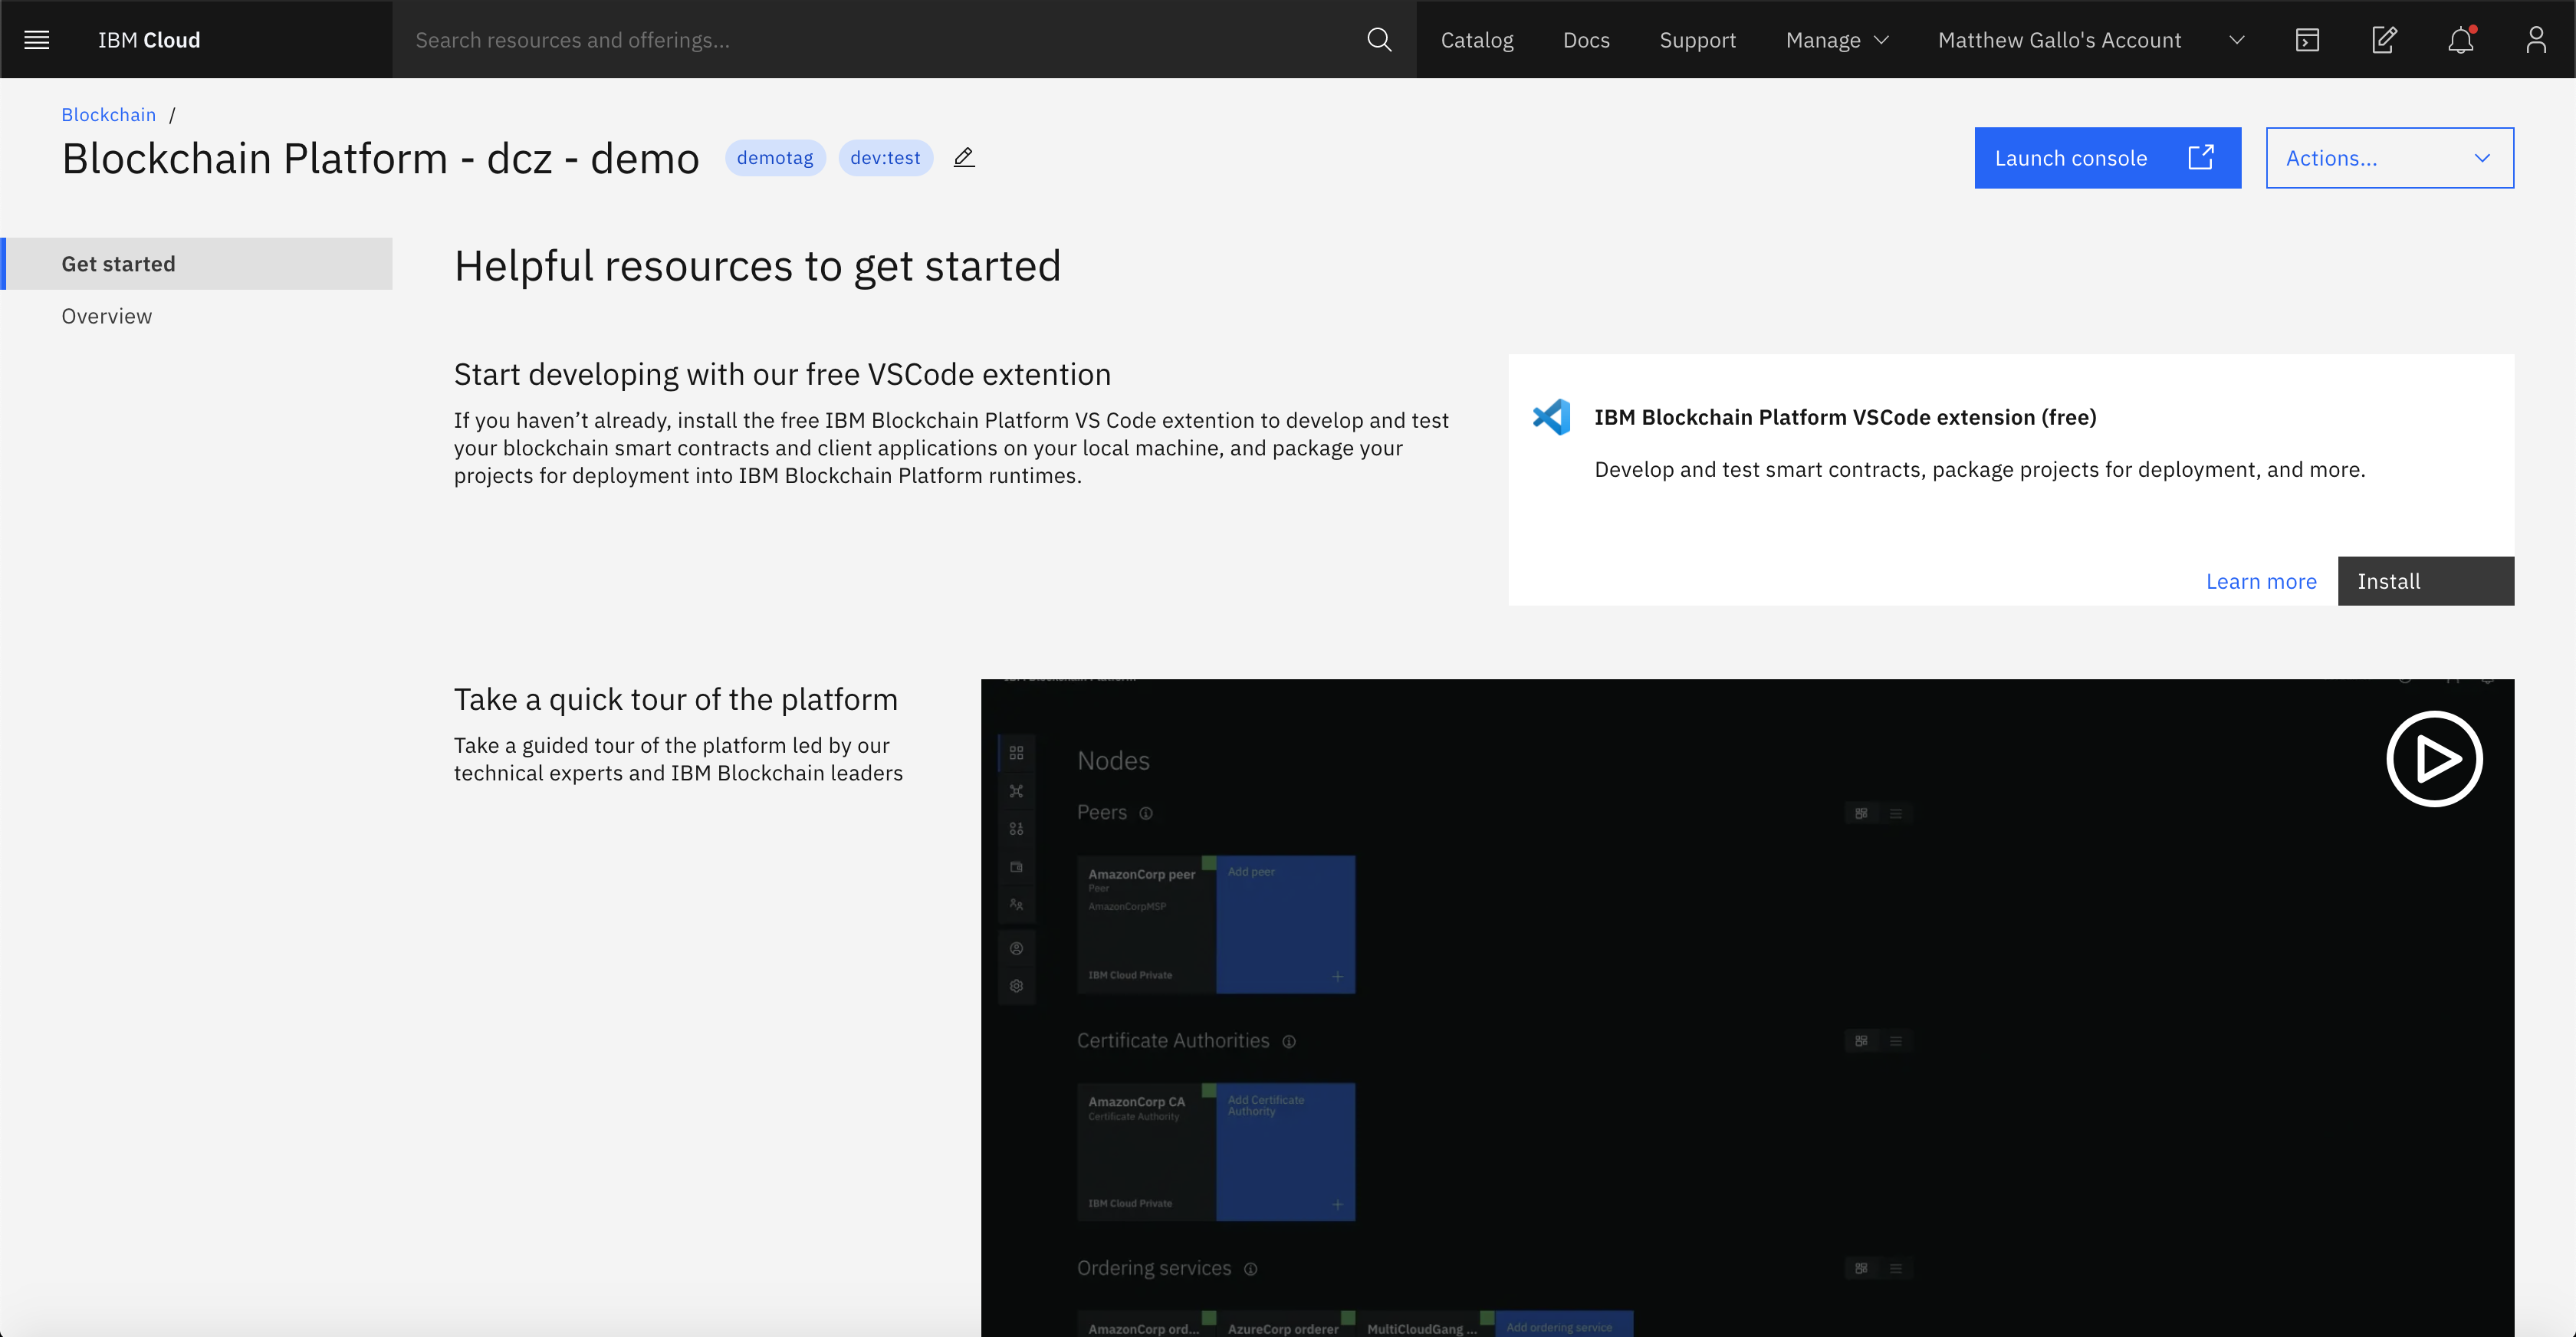 IBM Cloud
Search resources and offerings...
Catalog
Docs
Support
Manage
Matthew Gallo's Account
Blockchain /
Blockchain Platform - dcz - demo
demotag
dev:test
Launch console
Actions...
Get started
Overview
Helpful resources to get started
Start developing with our free VSCode extention
If you haven’t already, install the free IBM Blockchain Platform VS Code extention to develop and test
your blockchain smart contracts and client applications on your local machine, and package your
projects for deployment into IBM Blockchain Platform runtimes.
IBM Blockchain Platform VSCode extension (free)
Develop and test smart contracts, package projects for deployment, and more.
Learn more
Install
Take a quick tour of the platform
Take a guided tour of the platform led by our
technical experts and IBM Blockchain leaders
Nodes
Peers
AmazonCorp peer
Peer
AmazonCorpMSP
IBM Cloud Private
Add peer
Certificate Authorities
AmazonCorp CA
Certificate Authority
IBM Cloud Private
Add Certificate
Authority
Ordering services
AmazonCorp ord...
AzureCorp orderer
MultiCloudGang ...
Add ordering service